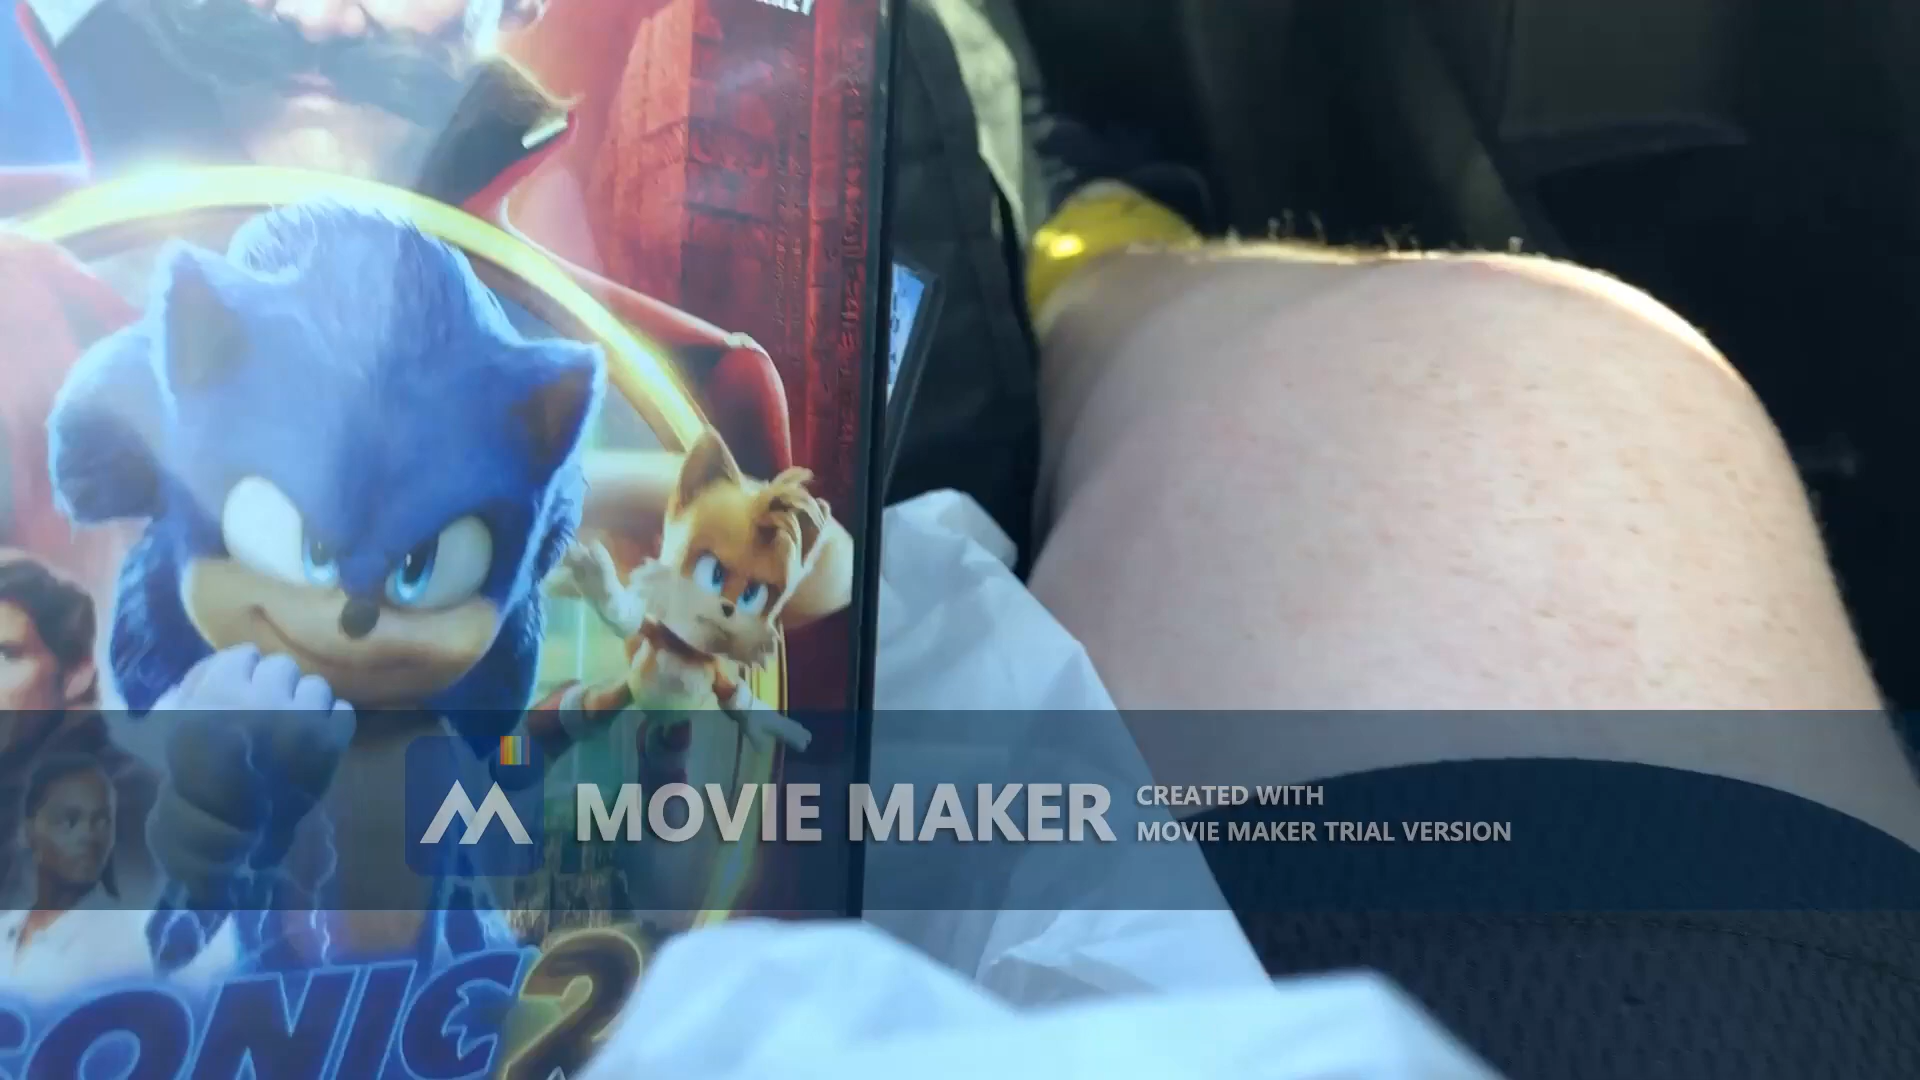 MOVIE MAKER
CREATED WITH
MOVIE MAKER TRIAL VERSION
SONIC 2